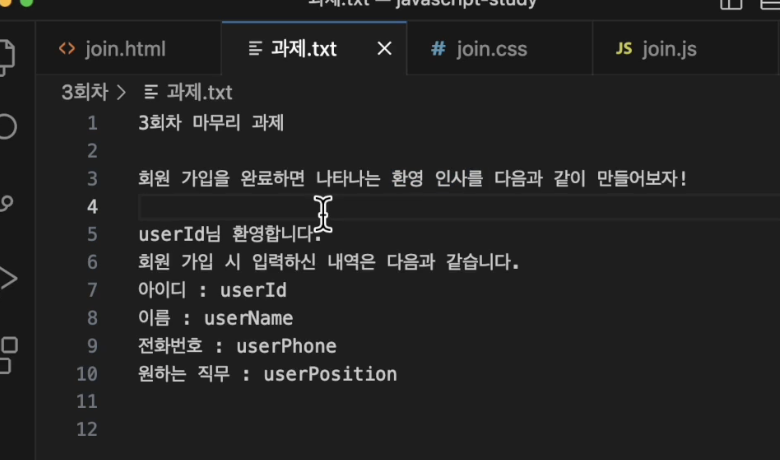 과제.txt — javascript-study
join.html
과제.txt
# join.css
JS join.js
3회차 > 과제.txt
1 3회차 마무리 과제
2
3 회원 가입을 완료하면 나타나는 환영 인사를 다음과 같이 만들어보자!
4
5 userId님 환영합니다.
6 회원 가입 시 입력하신 내역은 다음과 같습니다.
7 아이디 : userId
8 이름 : userName
9 전화번호 : userPhone
10 원하는 직무 : userPosition
11
12